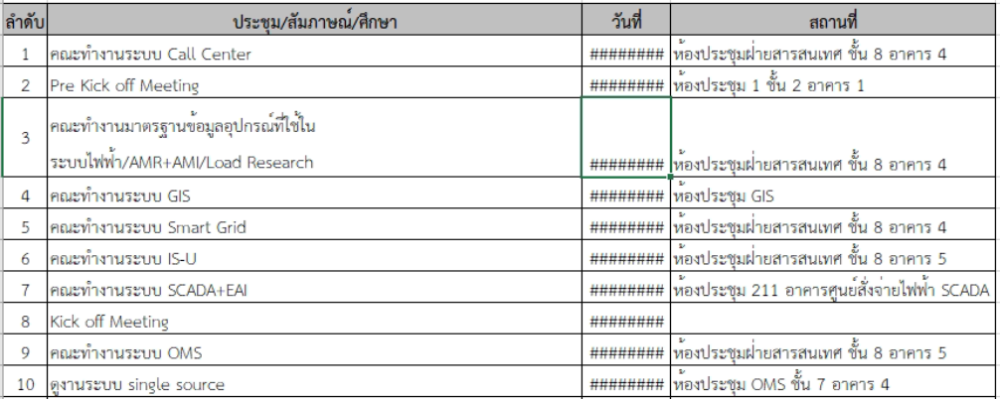 ลำดับ ประชุม/สัมภาษณ์/ศึกษา วันที่ สถานที่
1 คณะทำงานระบบ Call Center ######## ห้องประชุมฝ่ายสารสนเทศ ชั้น 8 อาคาร 4
2 Pre Kick off Meeting ######## ห้องประชุม 1 ชั้น 2 อาคาร 1
3 คณะทำงานมาตรฐานข้อมูลอุปกรณ์ที่ใช้ใน
ระบบไฟฟ้า/AMR+AMI/Load Research ######## ห้องประชุมฝ่ายสารสนเทศ ชั้น 8 อาคาร 4
4 คณะทำงานระบบ GIS ######## ห้องประชุม GIS
5 คณะทำงานระบบ Smart Grid ######## ห้องประชุมฝ่ายสารสนเทศ ชั้น 8 อาคาร 4
6 คณะทำงานระบบ IS-U ######## ห้องประชุมฝ่ายสารสนเทศ ชั้น 8 อาคาร 5
7 คณะทำงานระบบ SCADA+EAI ######## ห้องประชุม 211 อาคารศูนย์สั่งจ่ายไฟฟ้า SCADA
8 Kick off Meeting ########
9 คณะทำงานระบบ OMS ######## ห้องประชุมฝ่ายสารสนเทศ ชั้น 8 อาคาร 5
10 ดูงานระบบ single source ######## ห้องประชุม OMS ชั้น 7 อาคาร 4